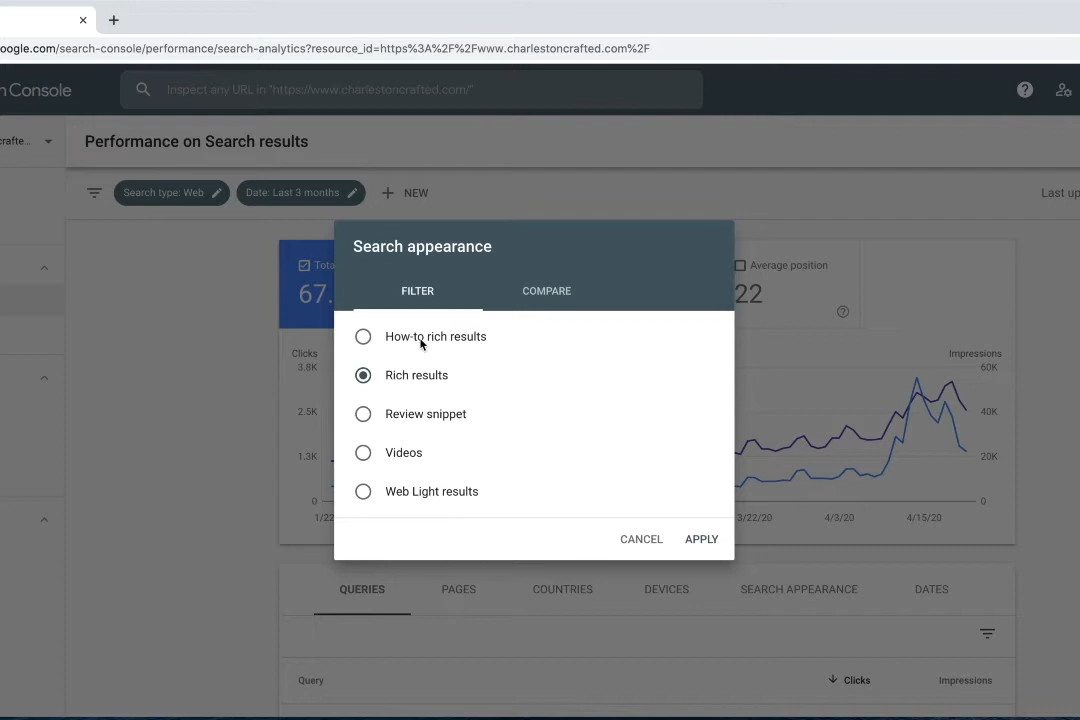 oogle.com/search-console/performance/search-analytics?resource_id=https%3A%2F%2Fwww.charlestoncrafted.com%2F
Console
Inspect any URL in "https://www.charlestoncrafted.com/"
crafte...
Performance on Search results
Search type: Web
Date: Last 3 months
NEW
Last up
Search appearance
FILTER
COMPARE
Tota
67.
Average position
22
How-to rich results
Rich results
Review snippet
Videos
Web Light results
CANCEL
APPLY
Clicks
3.8K
2.5K
1.3K
0
1/22
Impressions
60K
40K
20K
0
3/22/20
4/3/20
4/15/20
QUERIES
PAGES
COUNTRIES
DEVICES
SEARCH APPEARANCE
DATES
Query
Clicks
Impressions